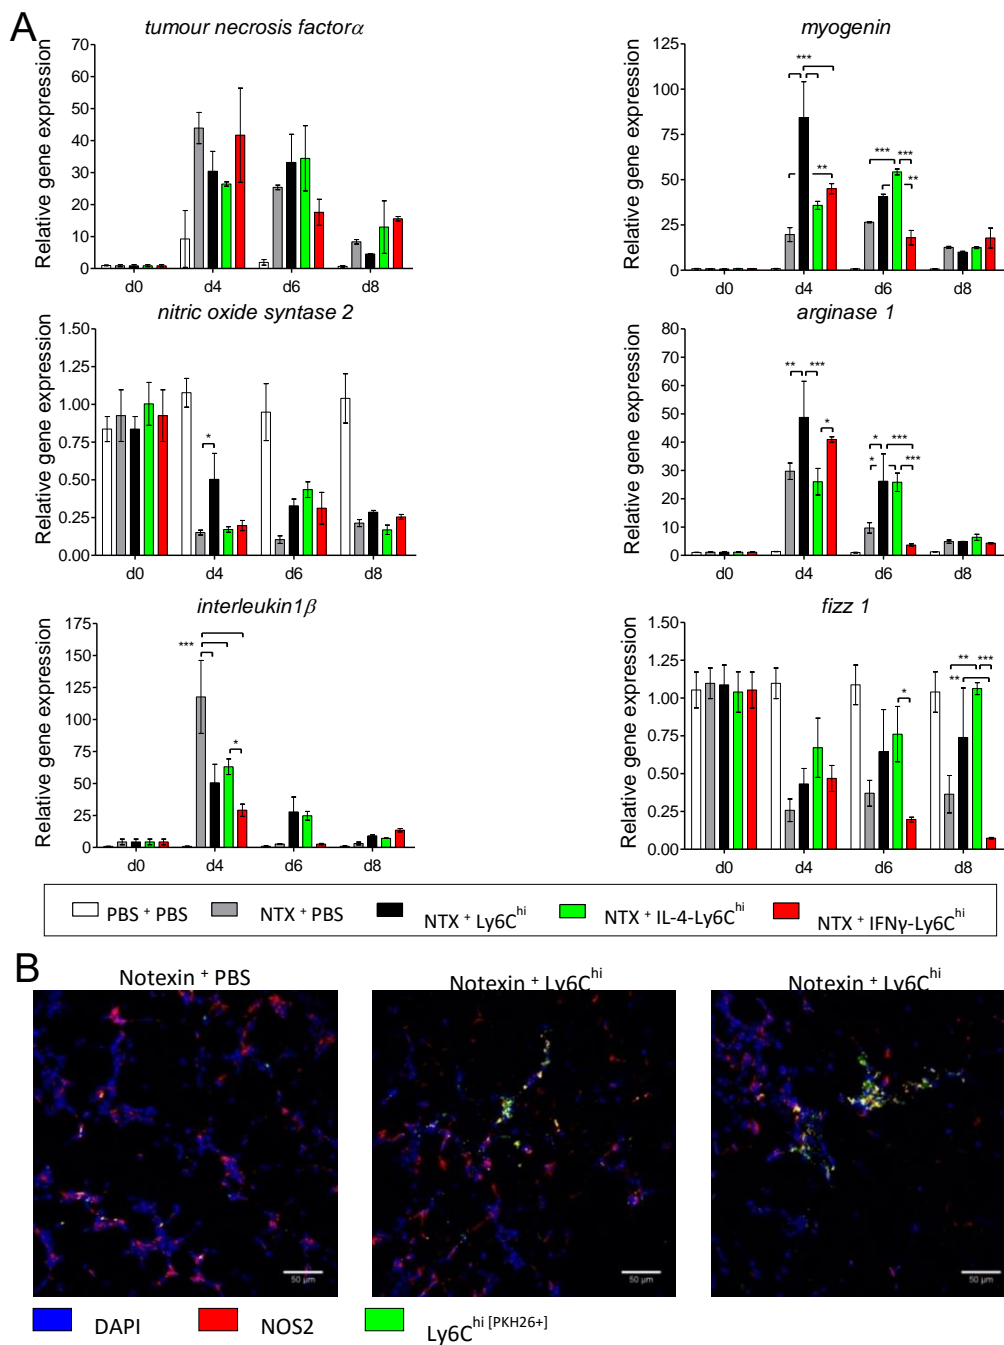 A
tumour necrosis factorα
Relative gene expression
70
60
50
40
30
20
10
0
d0 d4 d6 d8
myogenin
Relative gene expression
125
100
75
50
25
0
*** 
**
*** ***
**
d0 d4 d6 d8
nitric oxide syntase 2
Relative gene expression
1.50
1.25
1.00
0.75
0.50
0.25
0.00
*
d0 d4 d6 d8
arginase 1
Relative gene expression
80
70
60
50
40
30
20
10
0
** ***
*
* ***
* ***
d0 d4 d6 d8
interleukin1β
Relative gene expression
175
150
125
100
75
50
25
0
***
*
d0 d4 d6 d8
fizz 1
Relative gene expression
1.50
1.25
1.00
0.75
0.50
0.25
0.00
*
** ***
**
d0 d4 d6 d8
PBS + PBS NTX + PBS NTX + Ly6Chi NTX + IL-4-Ly6Chi NTX + IFNγ-Ly6Chi
B
Notexin + PBS Notexin + Ly6Chi Notexin + Ly6Chi
50 µm 50 µm 50 µm
DAPI NOS2 Ly6Chi [PKH26+]